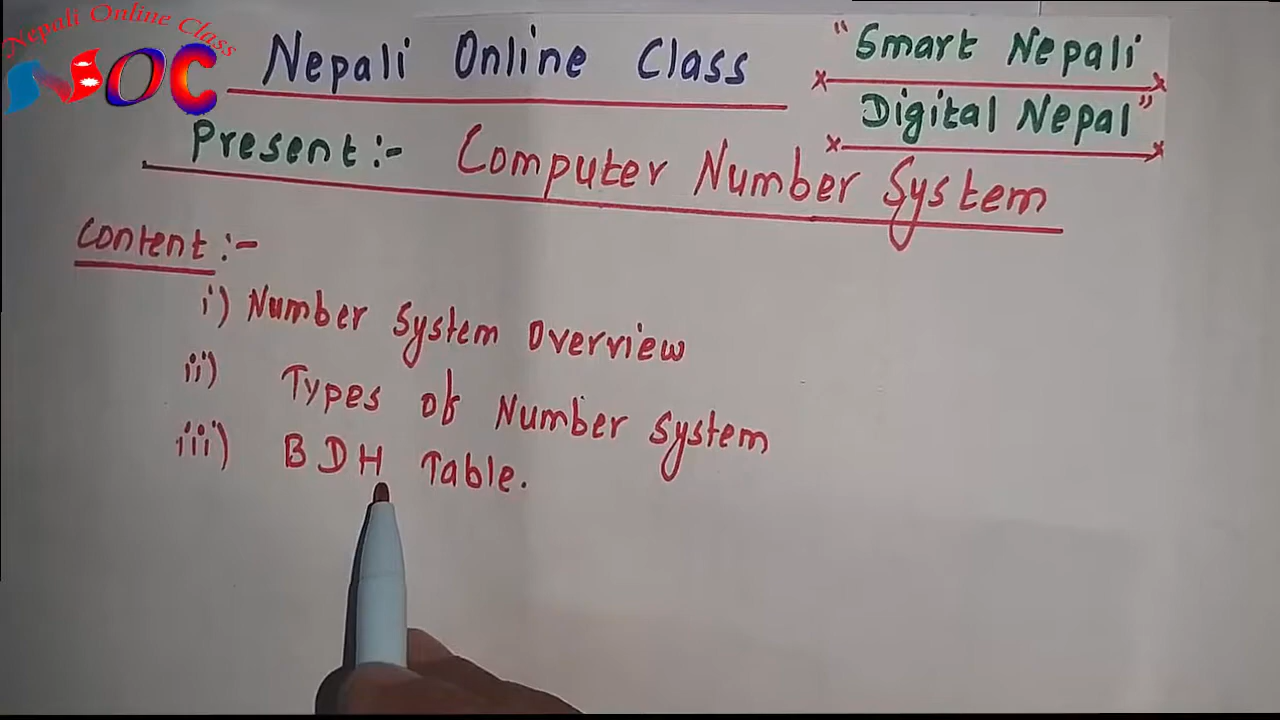 Nepali Online Class
NOC
Nepali Online Class
"Smart Nepali
Digital Nepal"
Present:- Computer Number System
Content:-
i) Number System Overview
ii) Types of Number System
iii) BDH Table.